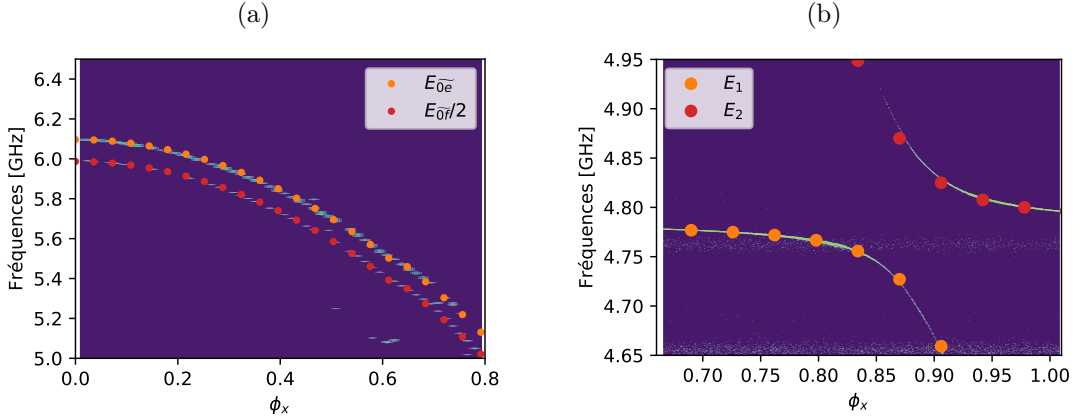 (a)
Fréquences [GHz]
6.4
6.2
6.0
5.8
5.6
5.4
5.2
5.0
0.0 0.2 0.4 0.6 0.8
ϕx
E0͠e
E0͠f/2
(b)
Fréquences [GHz]
4.95
4.90
4.85
4.80
4.75
4.70
4.65
0.70 0.75 0.80 0.85 0.90 0.95 1.00
ϕx
E1
E2